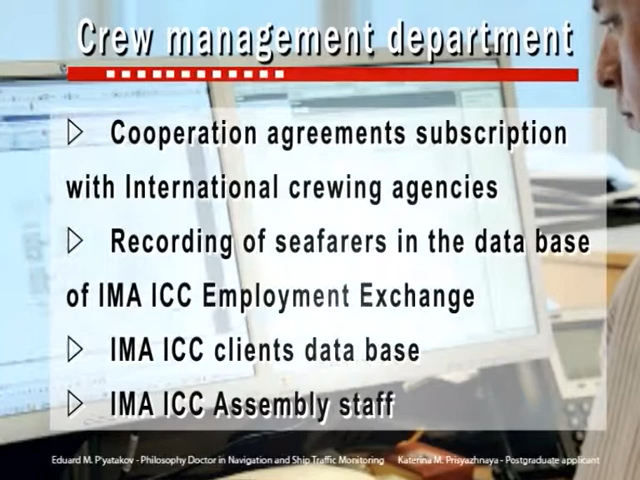 Crew management department
Cooperation agreements subscription
with International crewing agencies
Recording of seafarers in the data base
of IMA ICC Employment Exchange
IMA ICC clients data base
IMA ICC Assembly staff
Eduard M. P'yatakov - Philosophy Doctor in Navigation and Ship Traffic Monitoring Katerina M. Prisyazhnaya - Postgraduate applicant